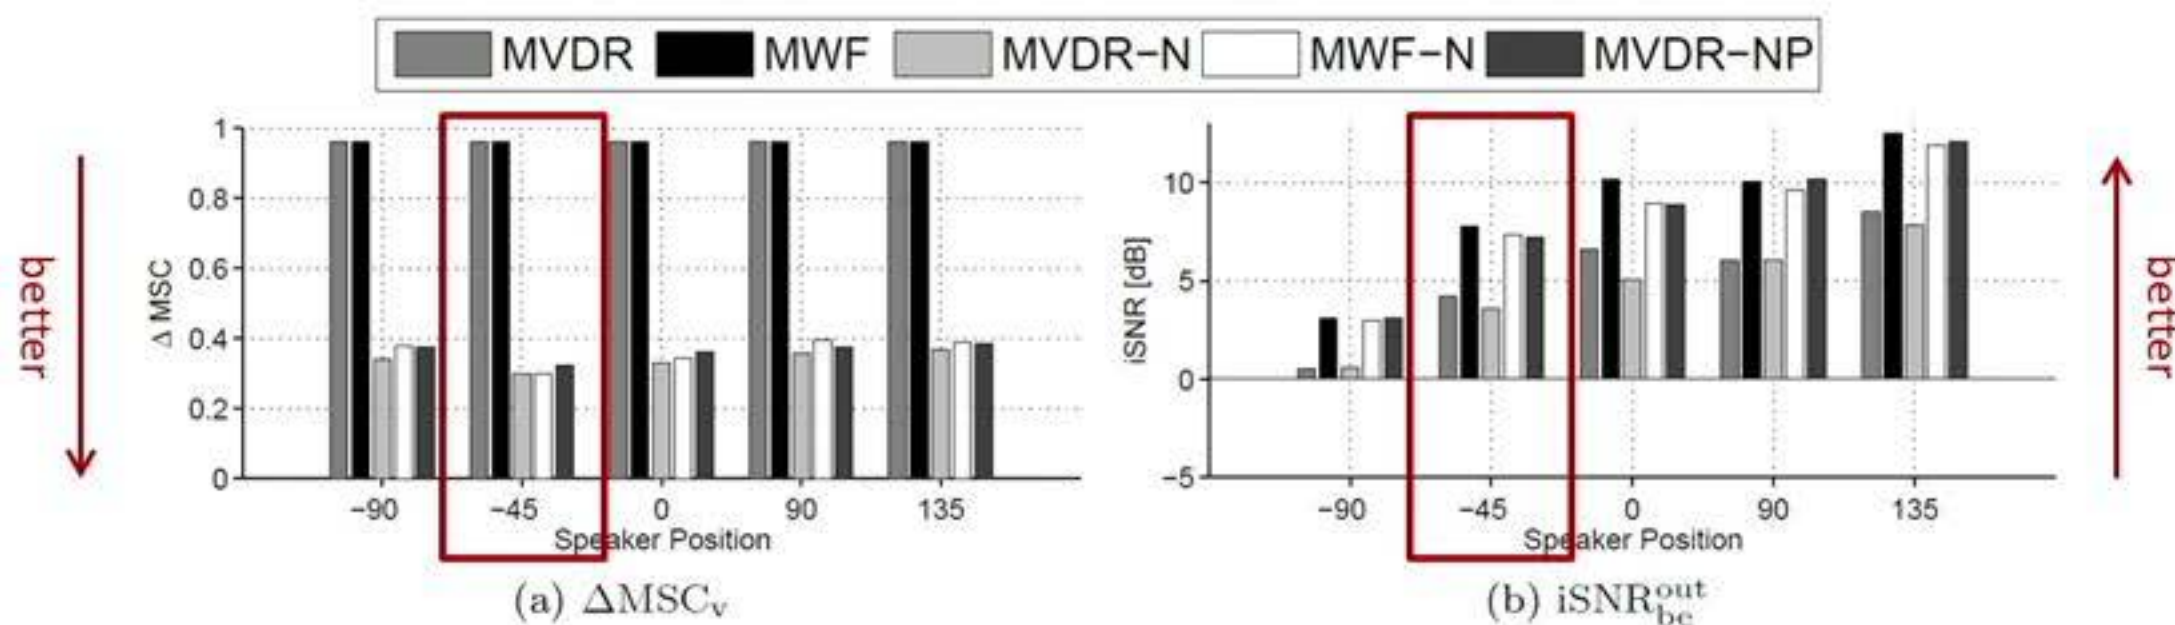 MVDR MWF MVDR−N MWF−N MVDR−NP
better
Δ MSC
1
0.8
0.6
0.4
0.2
0
−90 −45 0 90 135
Speaker Position
(a) ΔMSCv
iSNR [dB]
10
5
0
−5
−90 −45 0 90 135
Speaker Position
(b) iSNR^out_be
better